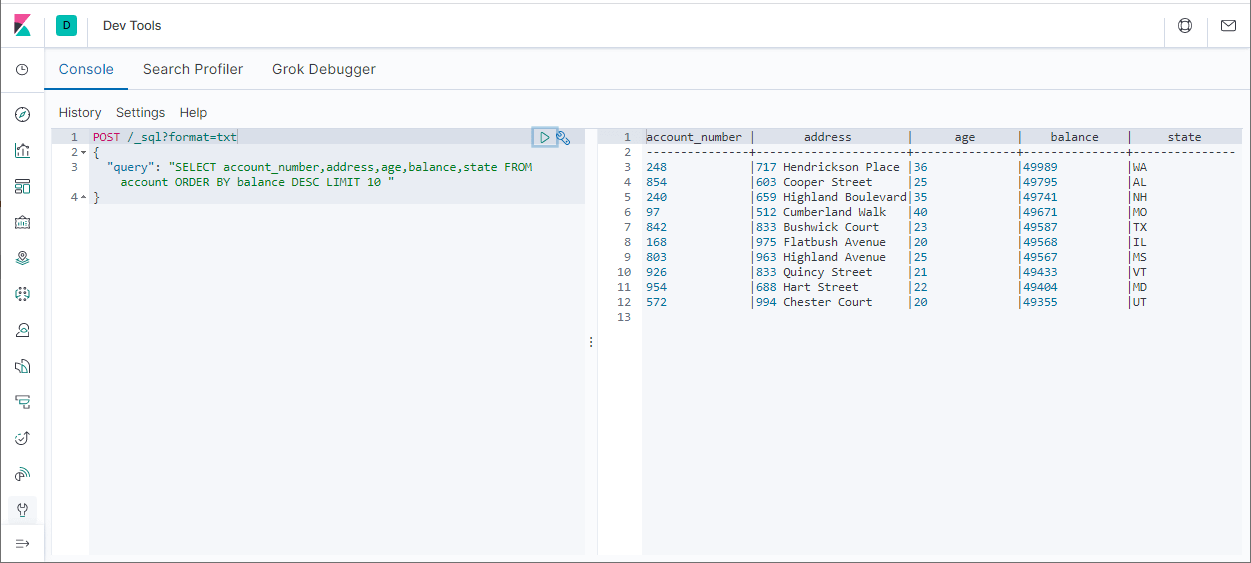 D Dev Tools
Console Search Profiler Grok Debugger
History Settings Help
1 POST /_sql?format=txt
2 {
3 "query": "SELECT account_number,address,age,balance,state FROM
account ORDER BY balance DESC LIMIT 10 "
4 }
1 account_number | address | age | balance | state
2 ---------------+----------------------+---------------+---------------+---------------
3 248 |717 Hendrickson Place |36 |49989 |WA
4 854 |603 Cooper Street |25 |49795 |AL
5 240 |659 Highland Boulevard|35 |49741 |NH
6 97 |512 Cumberland Walk |40 |49671 |MO
7 842 |833 Bushwick Court |23 |49587 |TX
8 168 |975 Flatbush Avenue |20 |49568 |IL
9 803 |963 Highland Avenue |25 |49567 |MS
10 926 |833 Quincy Street |21 |49433 |VT
11 954 |688 Hart Street |22 |49404 |MD
12 572 |994 Chester Court |20 |49355 |UT
13